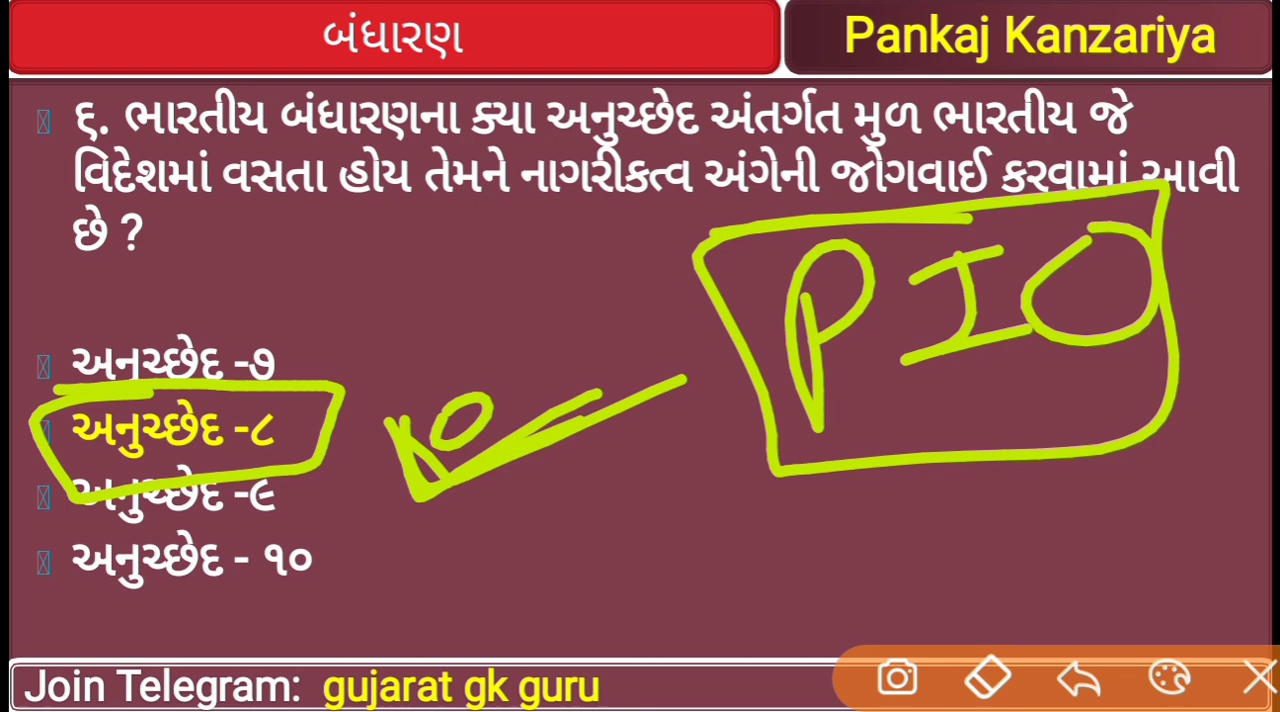 બંધારણ
Pankaj Kanzariya
૬. ભારતીય બંધારણના ક્યા અનુચ્છેદ અંતર્ગત મુળ ભારતીય જે
વિદેશમાં વસતા હોય તેમને નાગરીકત્વ અંગેની જોગવાઈ કરવામાં આવી
છે ?
PIO
અનુચ્છેદ -૭
અનુચ્છેદ -૮
અનુચ્છેદ -૯
અનુચ્છેદ - ૧૦
Join Telegram: gujarat gk guru